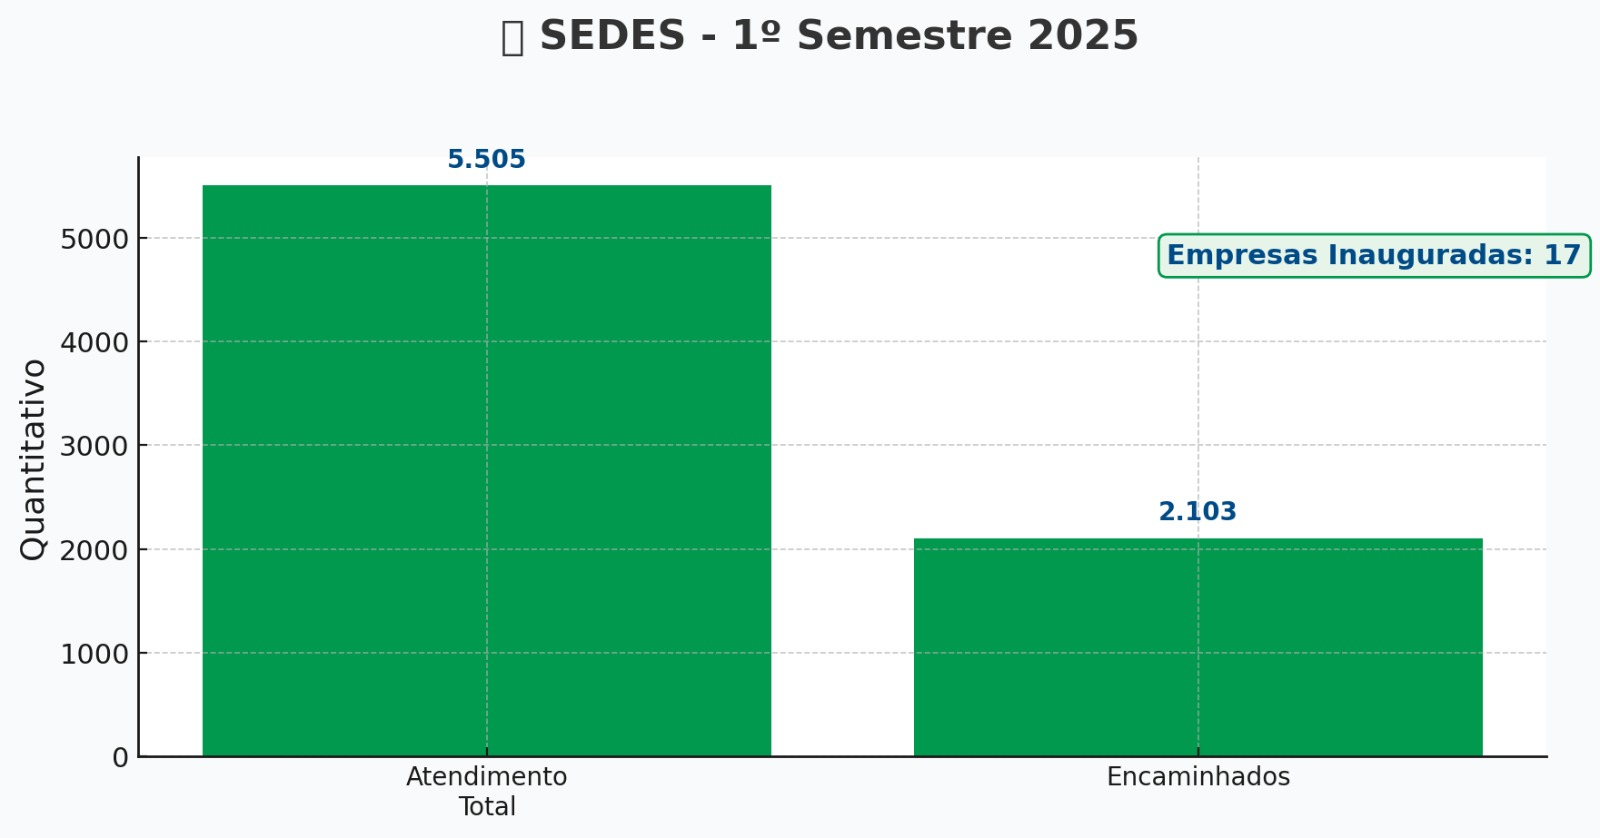 SEDES - 1º Semestre 2025
5.505
5000
Empresas Inauguradas: 17
4000
3000
2.103
2000
1000
0
Quantitativo
Atendimento
Total
Encaminhados